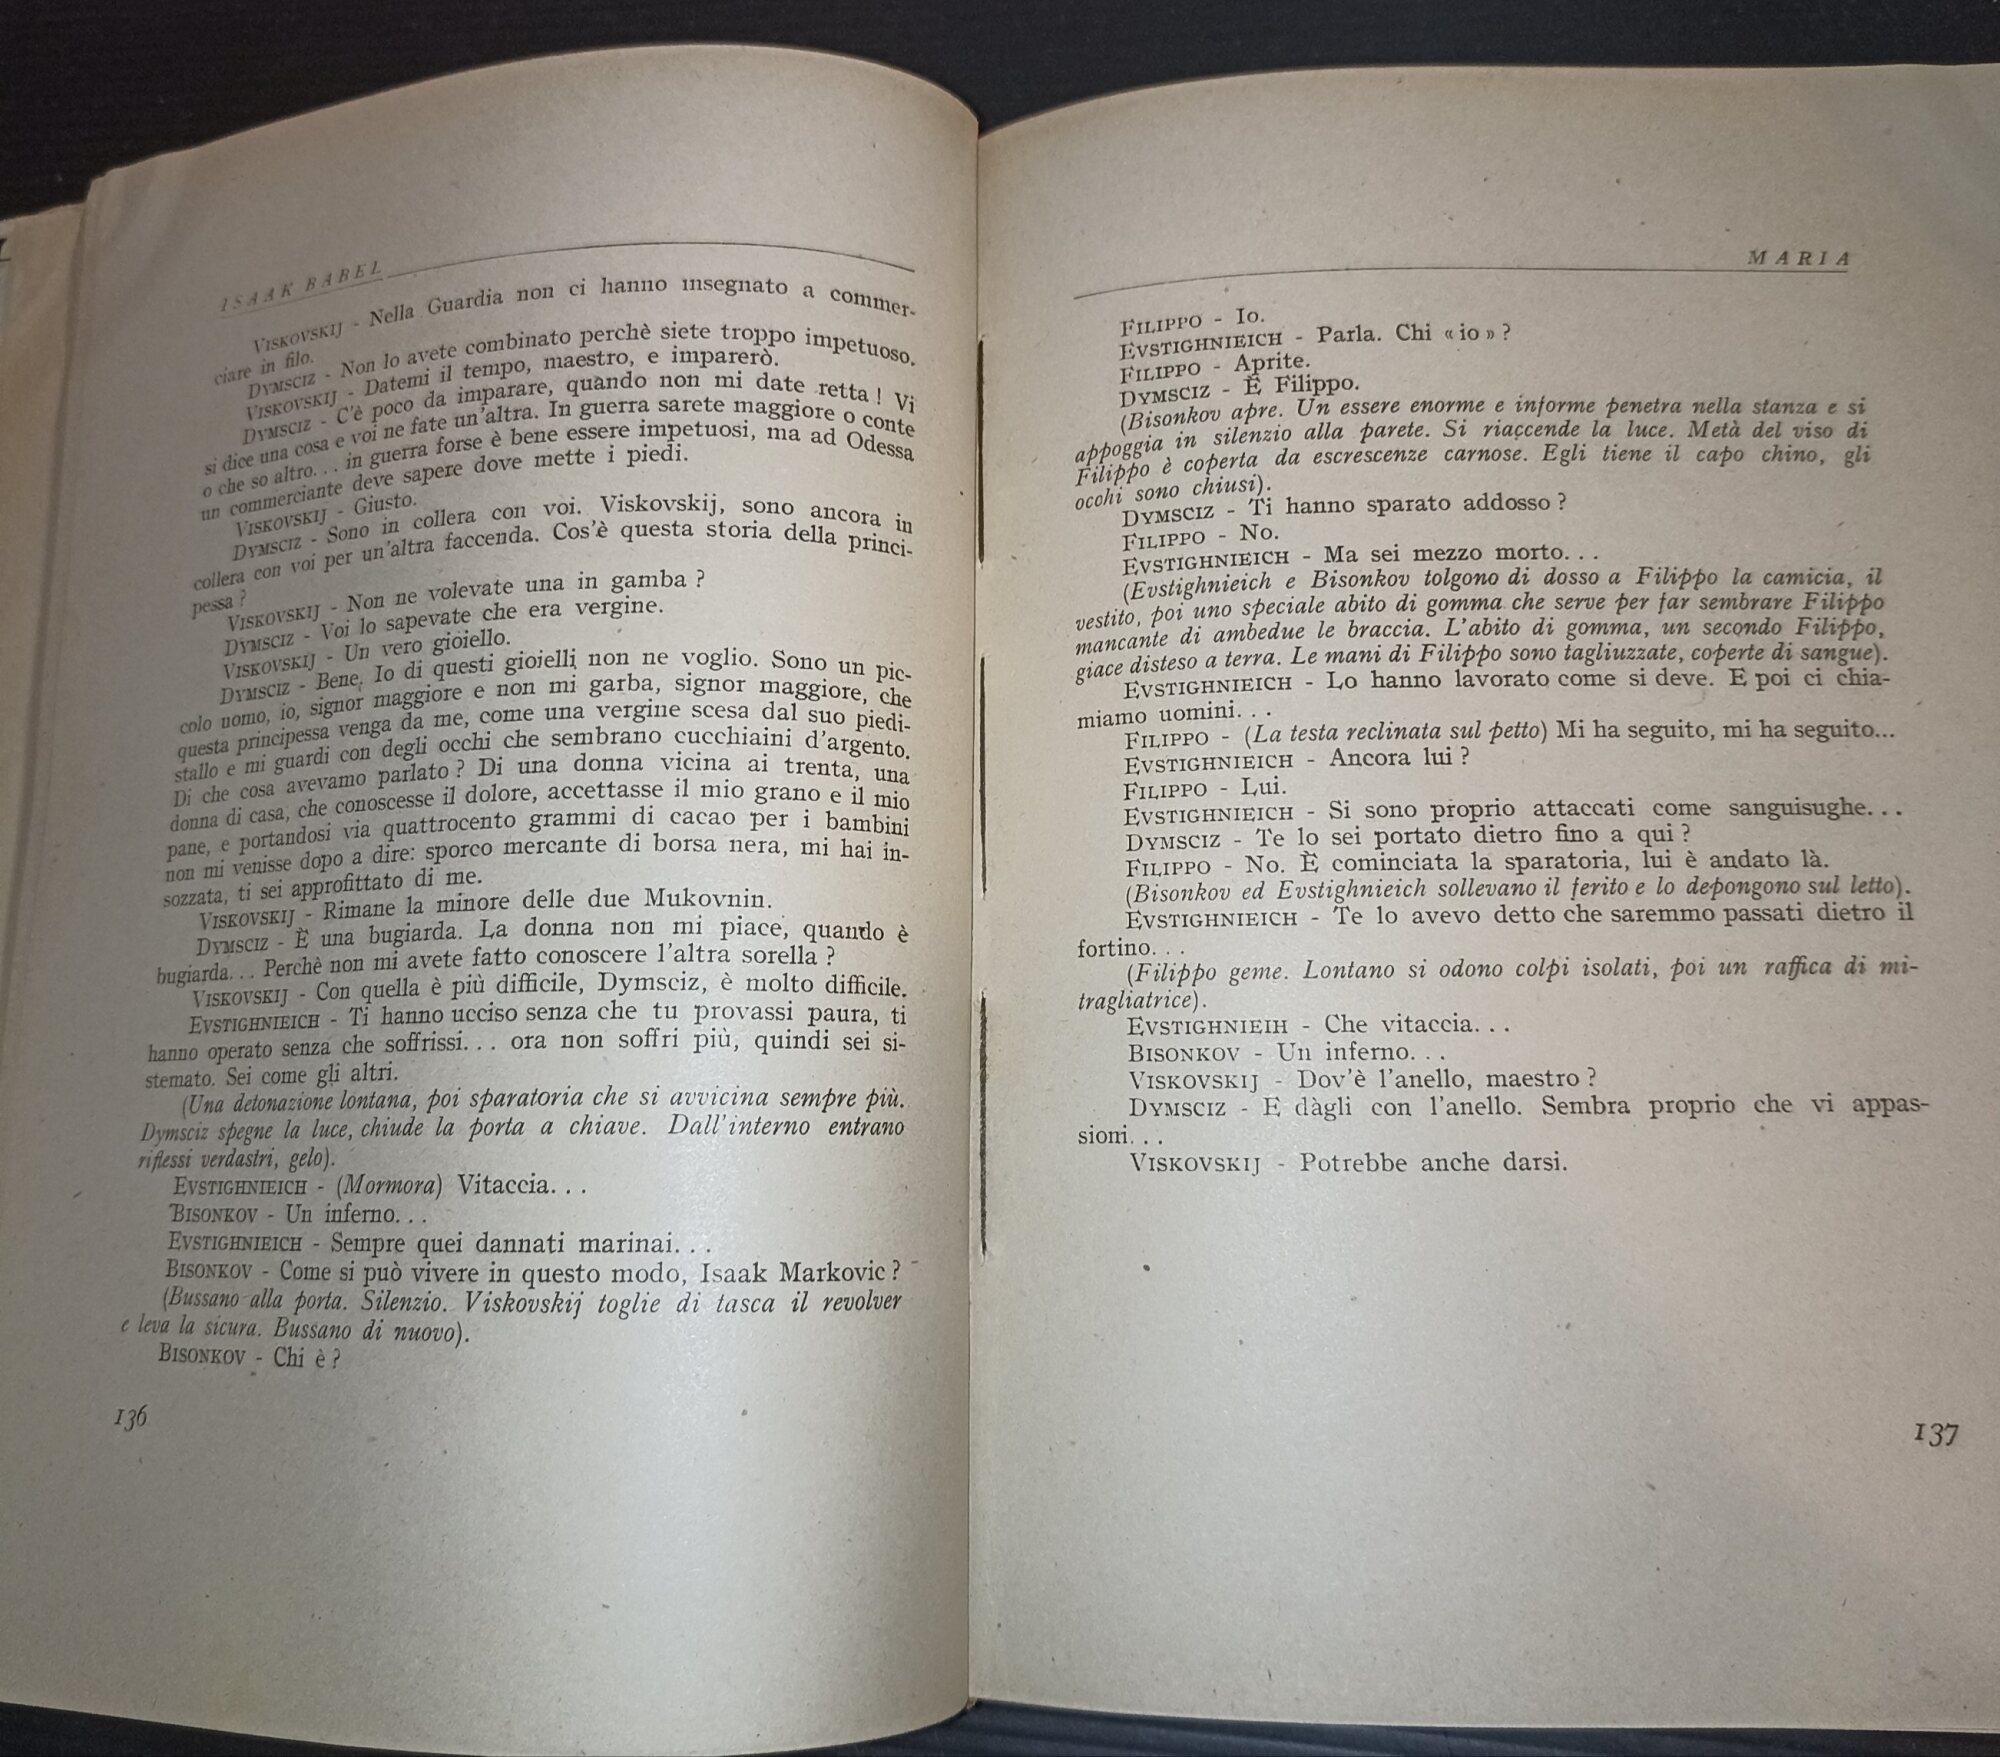 ISAAK BABEL
VISKOVSKIJ - Nella Guardia non ci hanno insegnato a commer-
ciare in filo.
DYMSCIZ - Non lo avete combinato perchè siete troppo impetuoso.
VISKOVSKIJ - Datemi il tempo, maestro, e imparerò.
DYMSCIZ - C'è poco da imparare, quando non mi date retta! Vi
si dice una cosa e voi ne fate un'altra. In guerra sarete maggiore o conte
o che so altro... in guerra forse è bene essere impetuosi, ma ad Odessa
un commerciante deve sapere dove mette i piedi.
VISKOVSKIJ - Giusto.
DYMSCIZ - Sono in collera con voi. Viskovskij, sono ancora in
collera con voi per un'altra faccenda. Cos'è questa storia della princi-
pessa?
VISKOVSKIJ - Non ne volevate una in gamba?
DYMSCIZ - Voi lo sapevate che era vergine.
VISKOVSKIJ - Un vero gioiello.
DYMSCIZ - Bene. Io di questi gioielli non ne voglio. Sono un pic-
colo uomo, io, signor maggiore e non mi garba, signor maggiore, che
questa principessa venga da me, come una vergine scesa dal suo piedi-
stallo e mi guardi con degli occhi che sembrano cucchiaini d'argento.
Di che cosa avevamo parlato? Di una donna vicina ai trenta, una
donna di casa, che conoscesse il dolore, accettasse il mio grano e il mio
pane, e portandosi via quattrocento grammi di cacao per i bambini
non mi venisse dopo a dire: sporco mercante di borsa nera, mi hai in-
sozzata, ti sei approfittato di me.
VISKOVSKIJ - Rimane la minore delle due Mukovnin.
DYMSCIZ - È una bugiarda. La donna non mi piace, quando è
bugiarda... Perchè non mi avete fatto conoscere l'altra sorella?
VISKOVSKIJ - Con quella è più difficile, Dymsciz, è molto difficile.
EVSTIGHNIEICH - Ti hanno ucciso senza che tu provassi paura, ti
hanno operato senza che soffrissi... ora non soffri più, quindi sei si-
stemato. Sei come gli altri.
(Una detonazione lontana, poi sparatoria che si avvicina sempre più.
Dymsciz spegne la luce, chiude la porta a chiave. Dall'interno entrano
riflessi verdastri, gelo).
EVSTIGHNIEICH - (Mormora) Vitaccia...
BISONKOV - Un inferno...
EVSTIGHNIEICH - Sempre quei dannati marinai...
BISONKOV - Come si può vivere in questo modo, Isaak Markovic?
(Bussano alla porta. Silenzio. Viskovskij toglie di tasca il revolver
e leva la sicura. Bussano di nuovo).
BISONKOV - Chi è?
136
MARIA
FILIPPO - Io.
EVSTIGHNIEICH - Parla. Chi « io »?
FILIPPO - Aprite.
DYMSCIZ - È Filippo.
(Bisonkov apre. Un essere enorme e informe penetra nella stanza e si
appoggia in silenzio alla parete. Si riaccende la luce. Metà del viso di
Filippo è coperta da escrescenze carnose. Egli tiene il capo chino, gli
occhi sono chiusi).
DYMSCIZ - Ti hanno sparato addosso?
FILIPPO - No.
EVSTIGHNIEICH - Ma sei mezzo morto...
(Evstighnieich e Bisonkov tolgono di dosso a Filippo la camicia, il
vestito, poi uno speciale abito di gomma che serve per far sembrare Filippo
mancante di ambedue le braccia. L'abito di gomma, un secondo Filippo,
giace disteso a terra. Le mani di Filippo sono tagliuzzate, coperte di sangue).
EVSTIGHNIEICH - Lo hanno lavorato come si deve. E poi ci chia-
miamo uomini...
FILIPPO - (La testa reclinata sul petto) Mi ha seguito, mi ha seguito...
EVSTIGHNIEICH - Ancora lui?
FILIPPO - Lui.
EVSTIGHNIEICH - Si sono proprio attaccati come sanguisughe...
DYMSCIZ - Te lo sei portato dietro fino a qui?
FILIPPO - No. È cominciata la sparatoria, lui è andato là.
(Bisonkov ed Evstighnieich sollevano il ferito e lo depongono sul letto).
EVSTIGHNIEICH - Te lo avevo detto che saremmo passati dietro il
fortino...
(Filippo geme. Lontano si odono colpi isolati, poi un raffica di mi-
tragliatrice).
EVSTIGHNIEIH - Che vitaccia...
BISONKOV - Un inferno...
VISKOVSKIJ - Dov'è l'anello, maestro?
DYMSCIZ - E dàgli con l'anello. Sembra proprio che vi appas-
sioni...
VISKOVSKIJ - Potrebbe anche darsi.
137